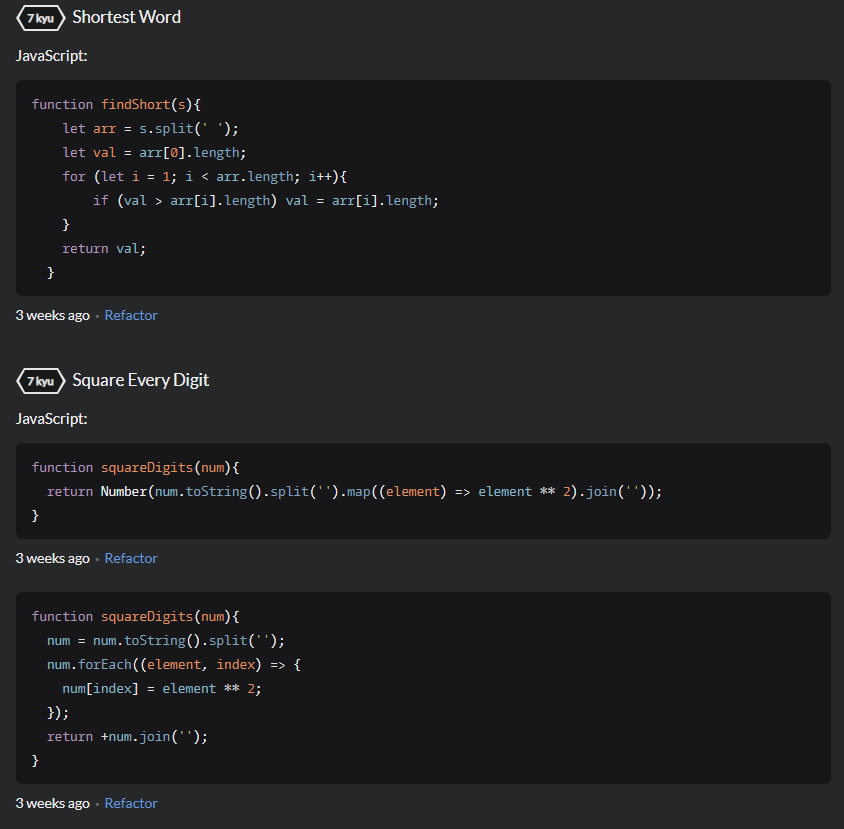 7 kyu Shortest Word
JavaScript:
function findShort(s){
    let arr = s.split(' ');
    let val = arr[0].length;
    for (let i = 1; i < arr.length; i++){
        if (val > arr[i].length) val = arr[i].length;
    }
    return val;
  }
3 weeks ago • Refactor
7 kyu Square Every Digit
JavaScript:
function squareDigits(num){
  return Number(num.toString().split('').map((element) => element ** 2).join(''));
}
3 weeks ago • Refactor
function squareDigits(num){
  num = num.toString().split('');
  num.forEach((element, index) => {
    num[index] = element ** 2;
  });
  return +num.join('');
}
3 weeks ago • Refactor